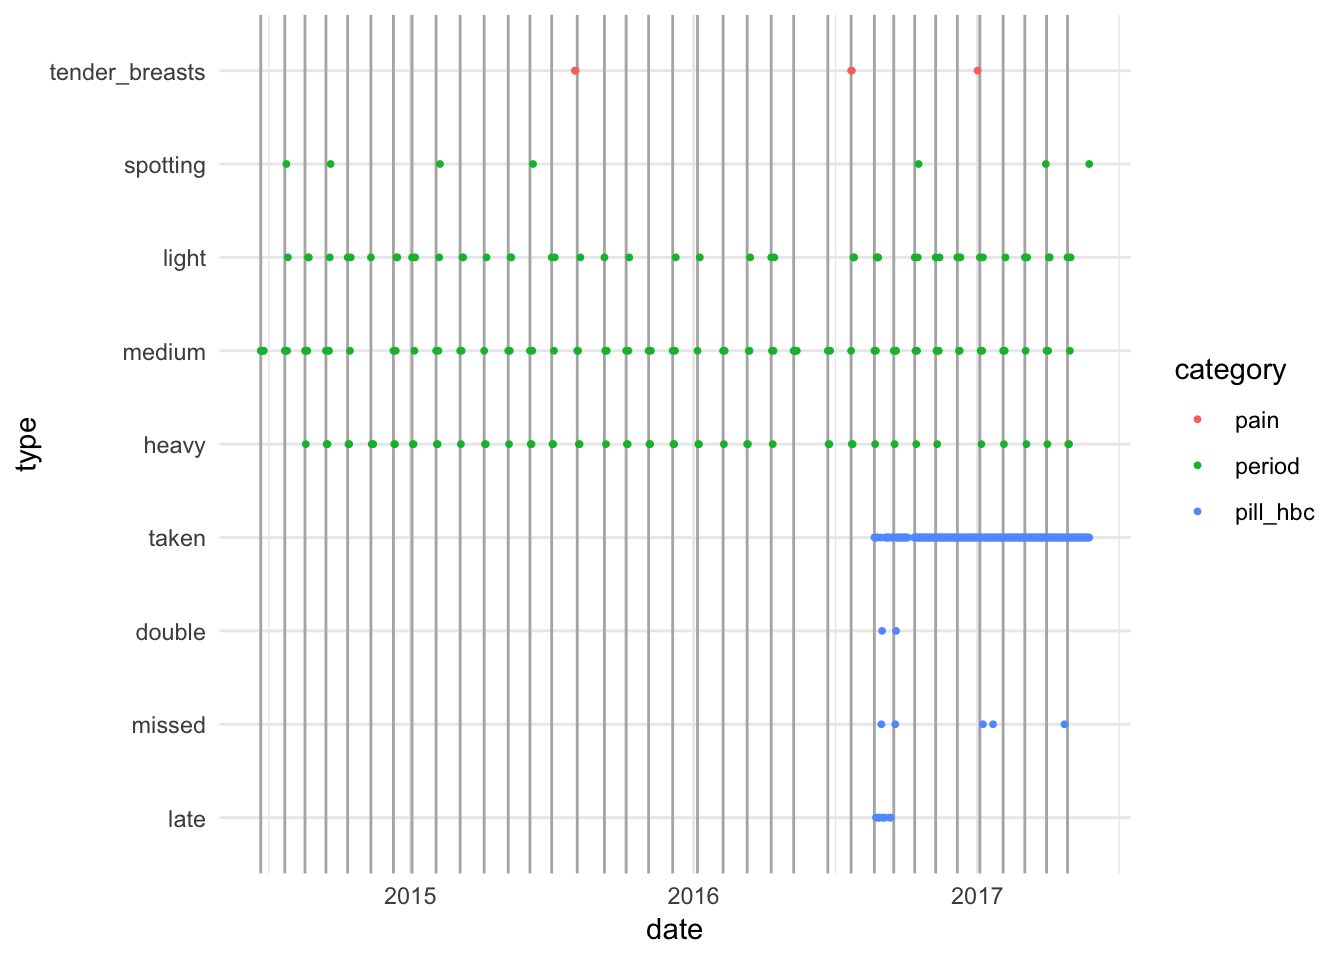 tender_breasts
spotting
light
medium
heavy
taken
double
missed
late
type
2015 2016 2017
date
category
pain
period
pill_hbc